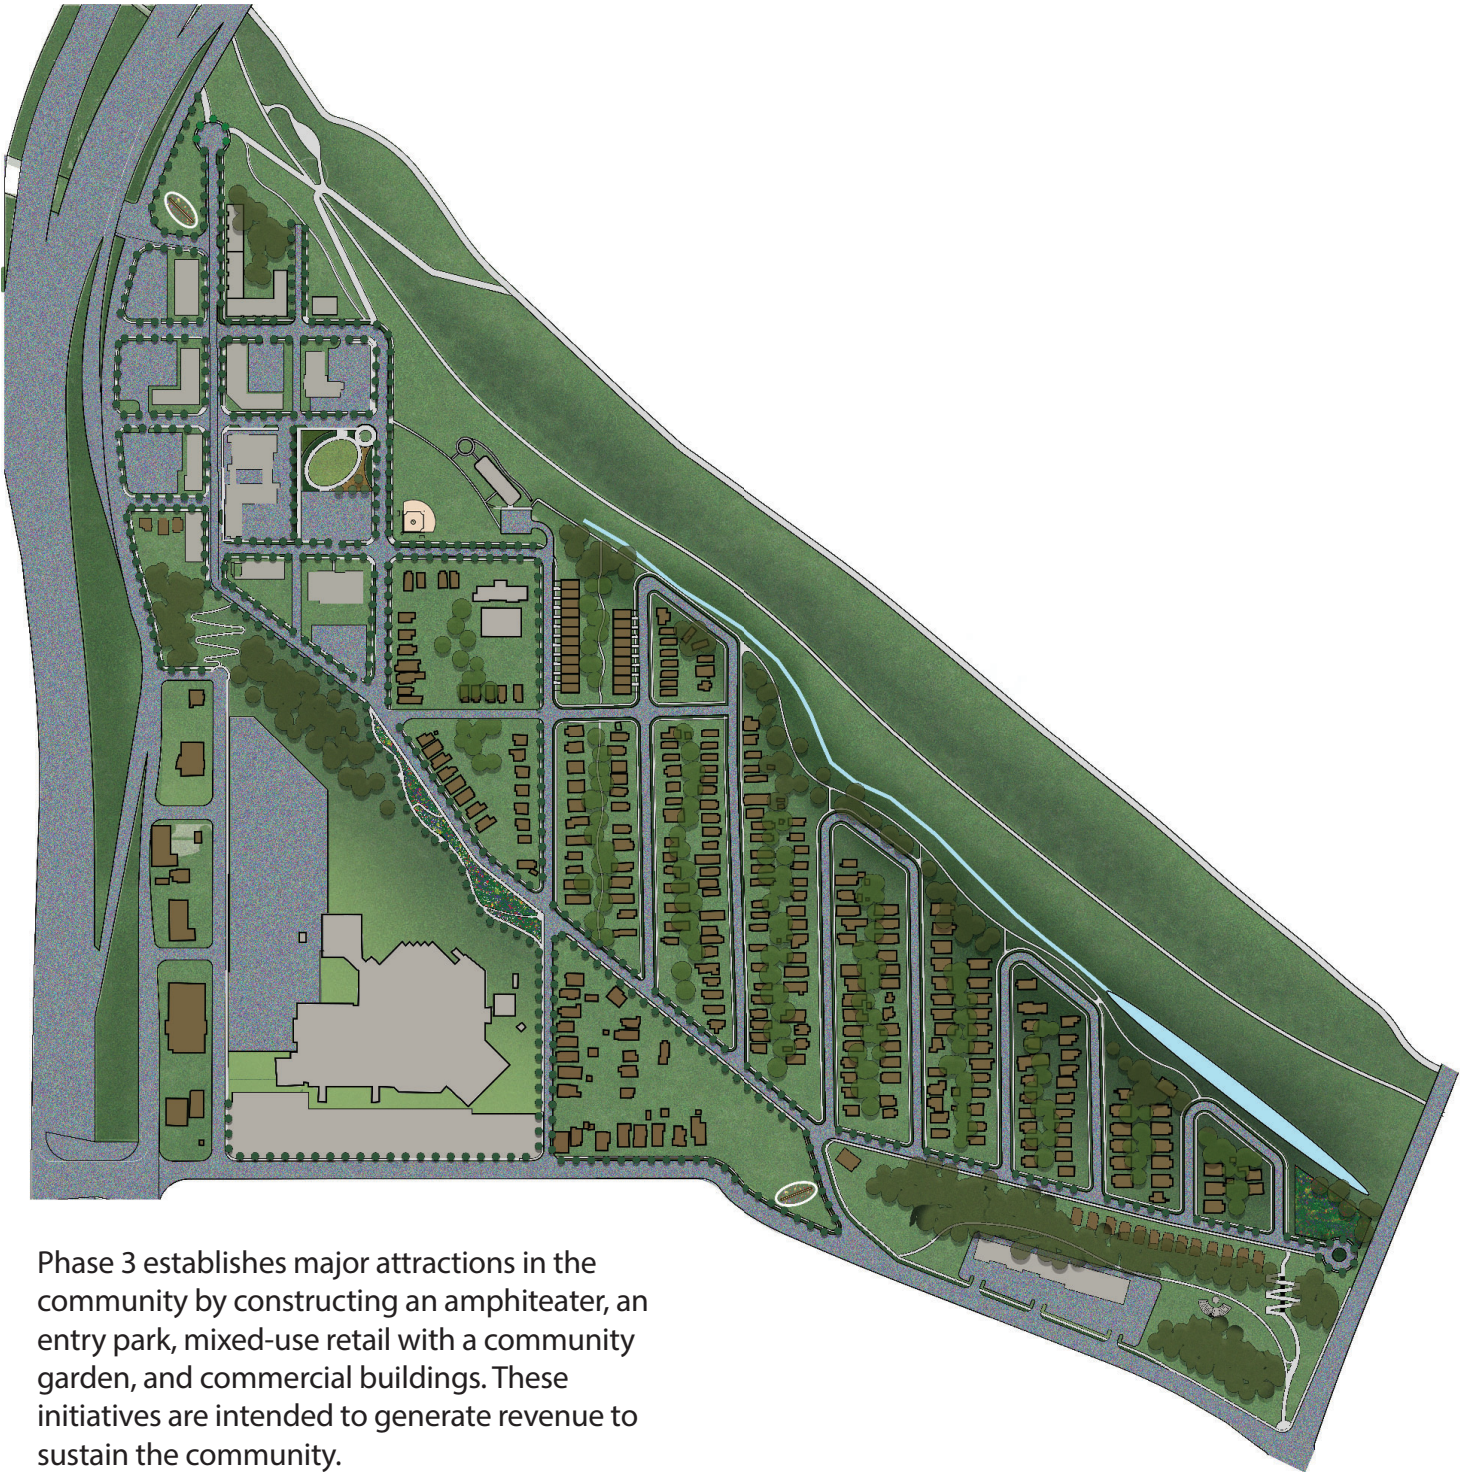 Phase 3 establishes major attractions in the
community by constructing an amphiteater, an
entry park, mixed-use retail with a community
garden, and commercial buildings. These
initiatives are intended to generate revenue to
sustain the community.